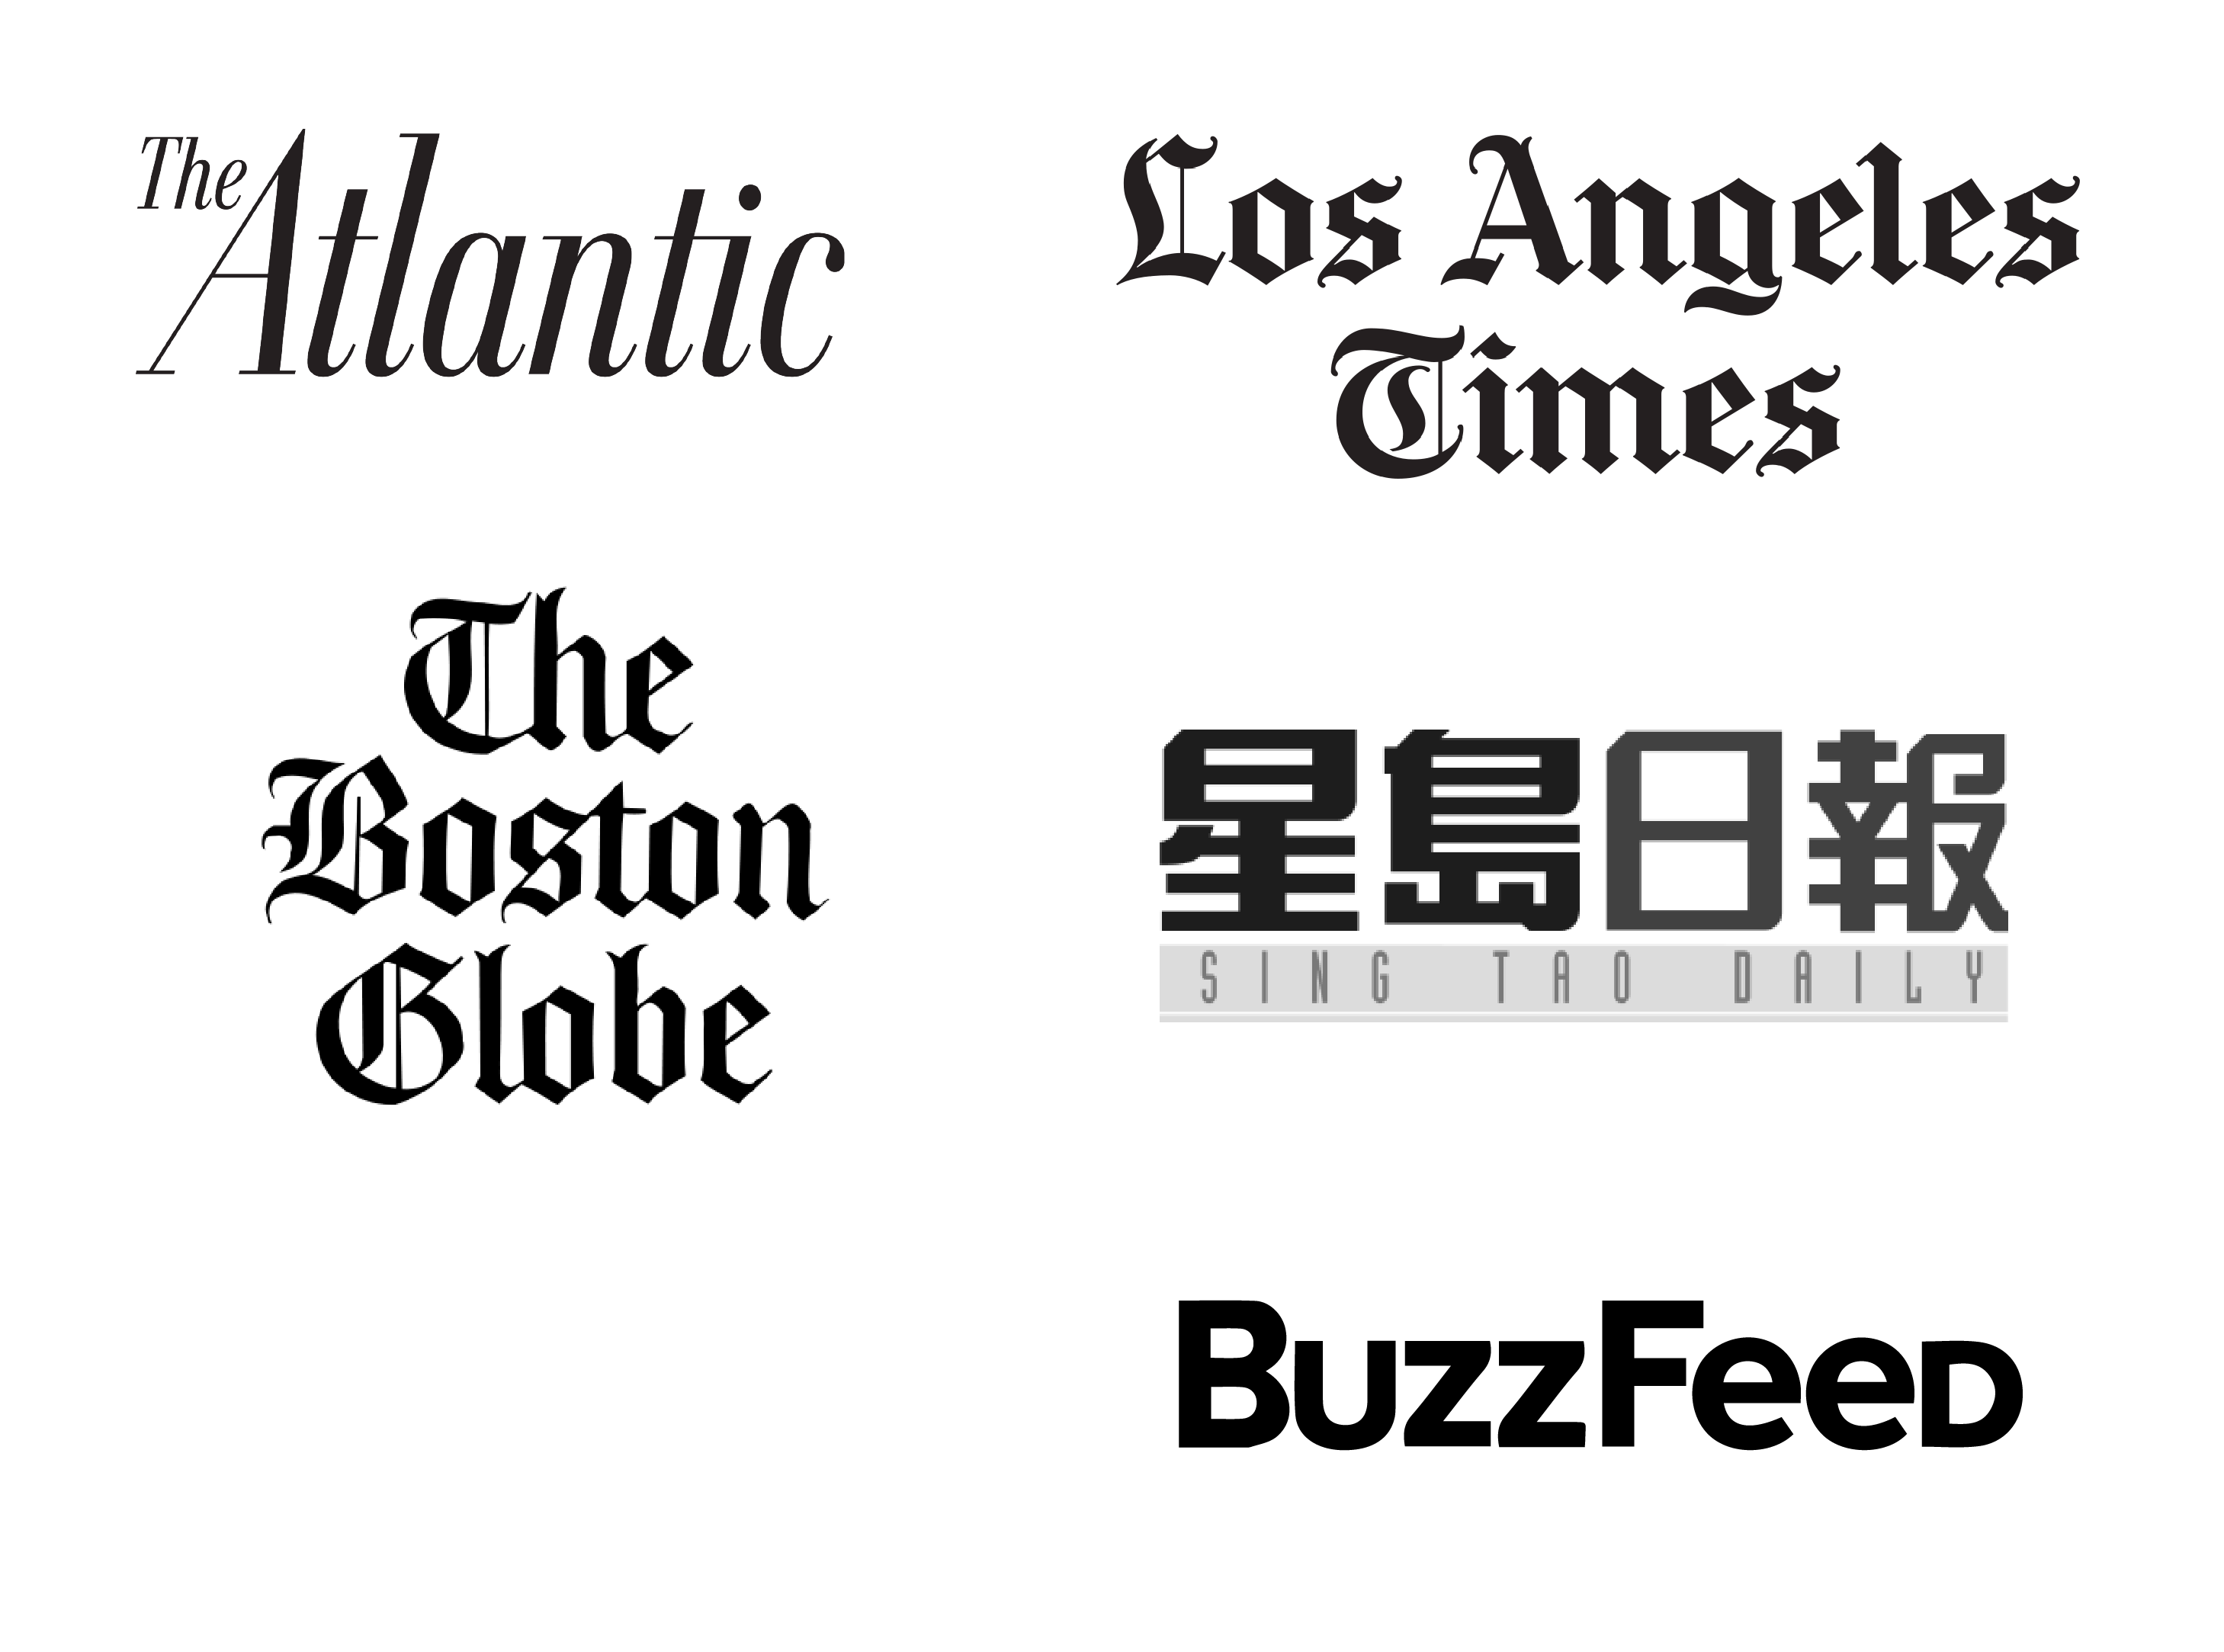 The Atlantic
Los Angeles
Times
The
Boston
Globe
星島日報
SING TAO DAILY
BuzzFeeD